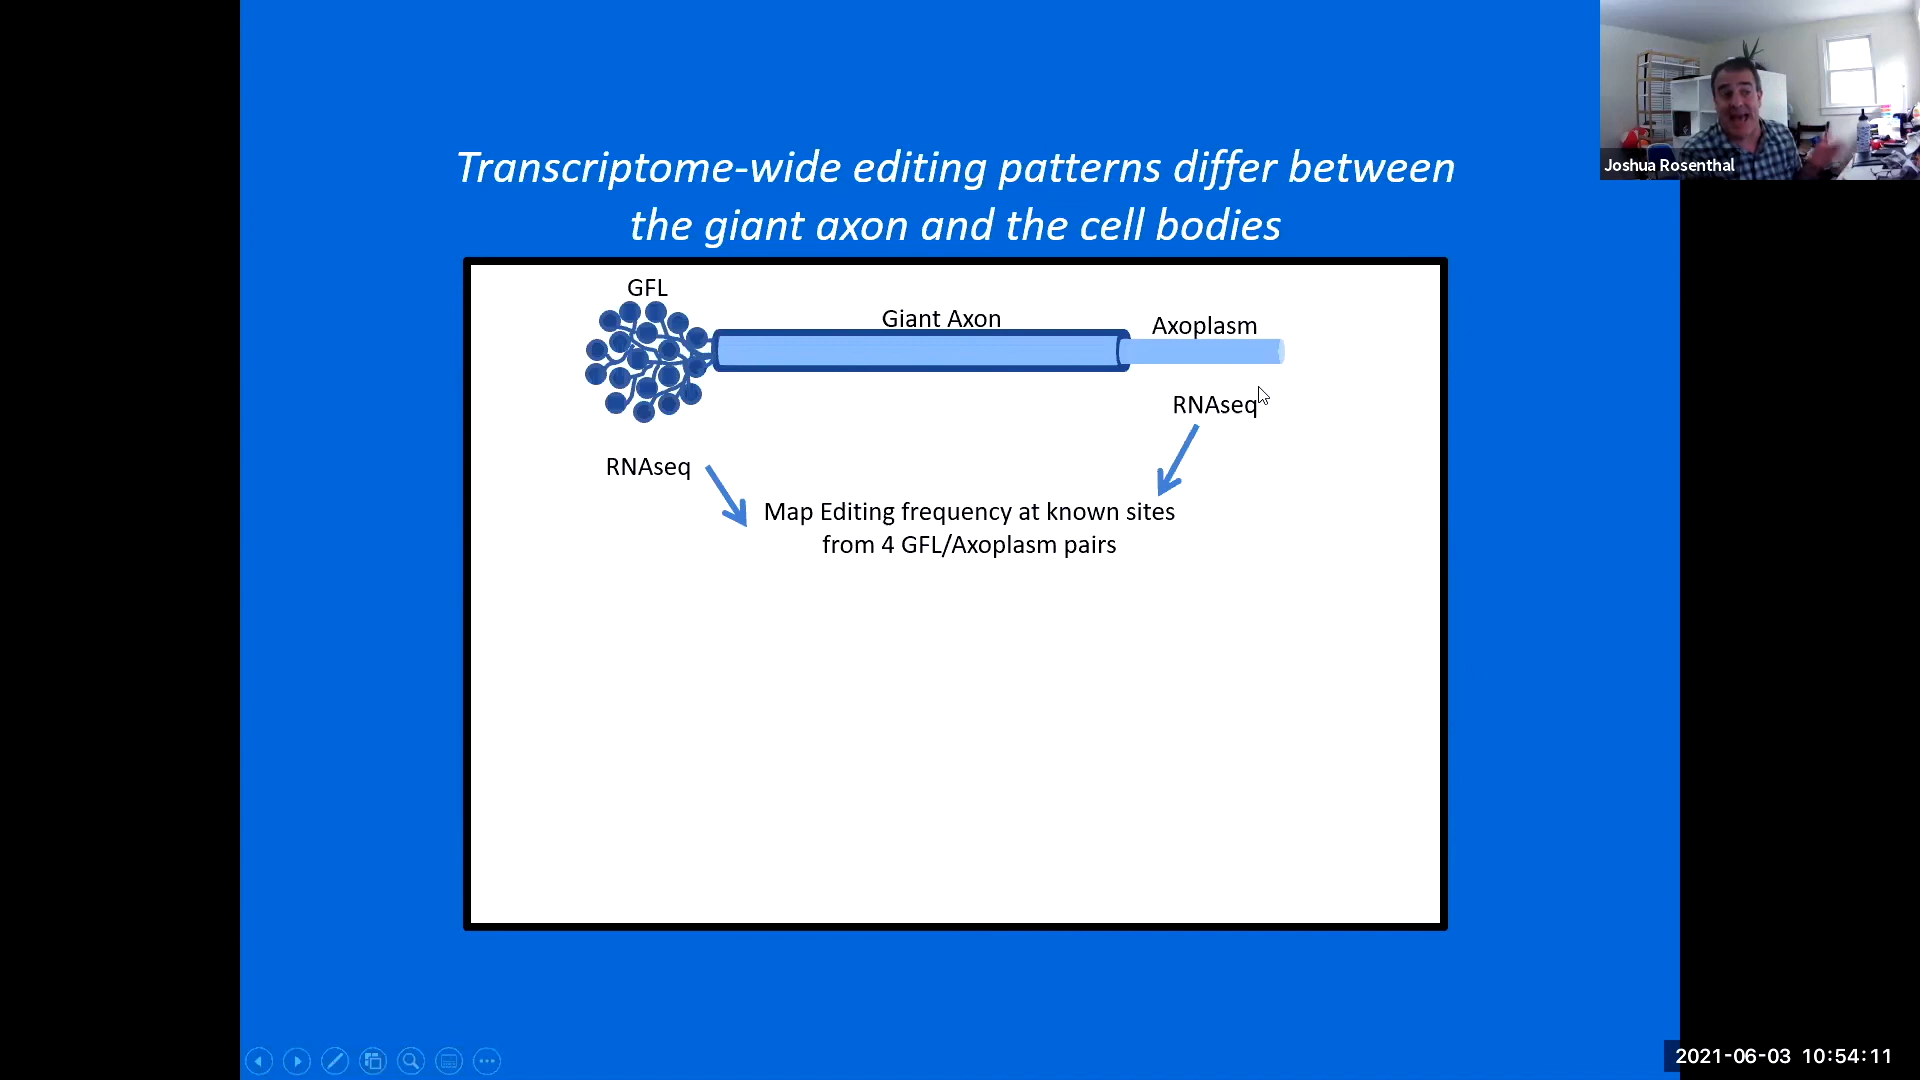 Transcriptome-wide editing patterns differ between
the giant axon and the cell bodies
GFL
Giant Axon
Axoplasm
RNAseq
RNAseq
Map Editing frequency at known sites
from 4 GFL/Axoplasm pairs
Joshua Rosenthal
2021-06-03 10:54:11